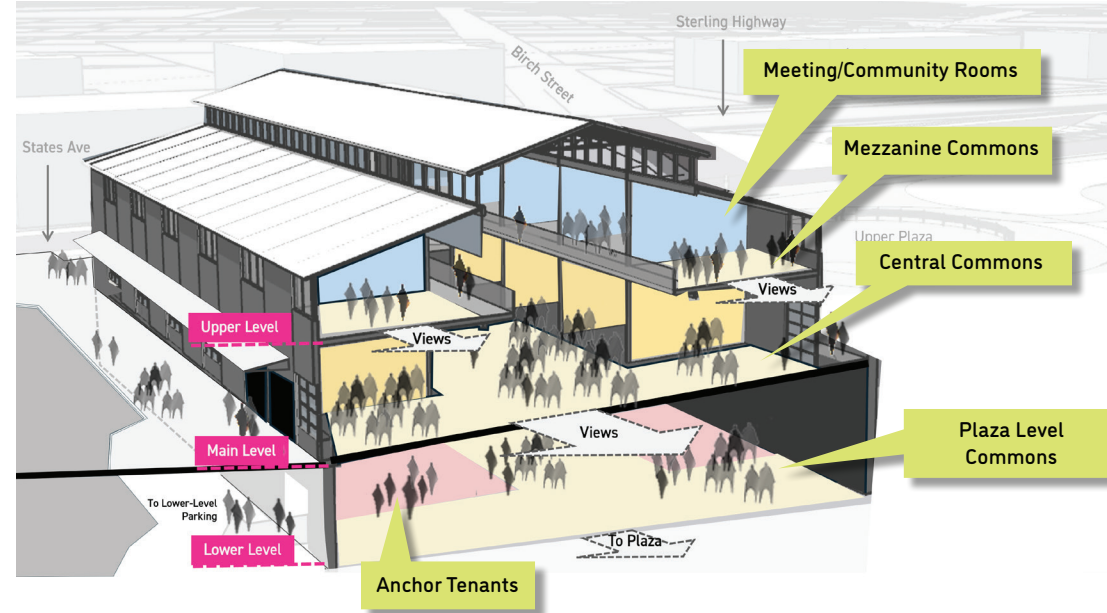 Sterling Highway
Birch Street
Meeting/Community Rooms
States Ave
Mezzanine Commons
Upper Plaza
Central Commons
Views
Upper Level
Views
Plaza Level
Commons
Views
Main Level
To Lower-Level
Parking
Lower Level
To Plaza
Anchor Tenants